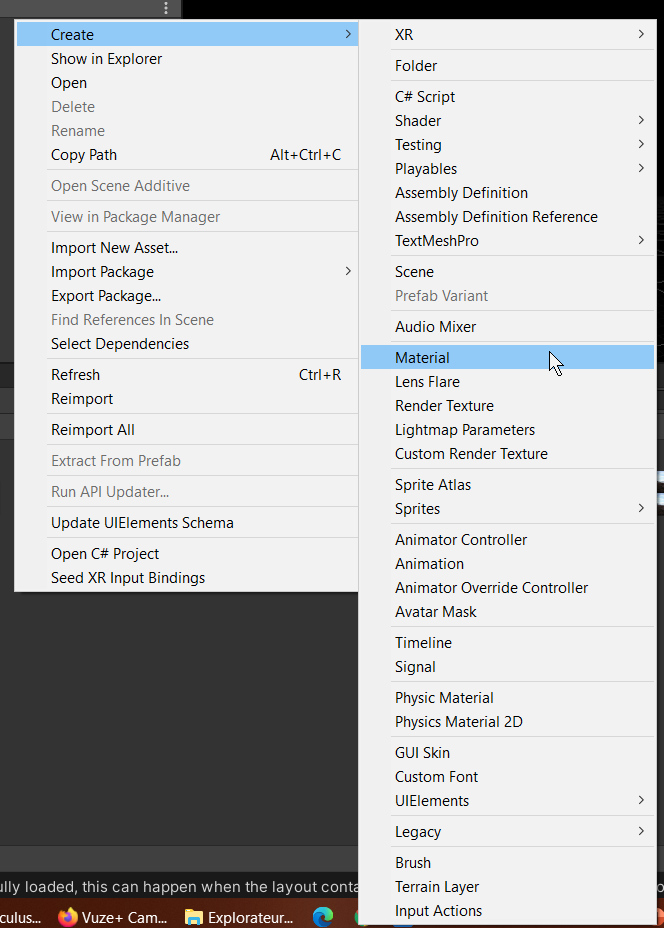 Create
Show in Explorer
Open
Delete
Rename
Copy Path Alt+Ctrl+C
Open Scene Additive
View in Package Manager
Import New Asset...
Import Package
Export Package...
Find References In Scene
Select Dependencies
Refresh Ctrl+R
Reimport
Reimport All
Extract From Prefab
Run API Updater...
Update UIElements Schema
Open C# Project
Seed XR Input Bindings
XR
Folder
C# Script
Shader
Testing
Playables
Assembly Definition
Assembly Definition Reference
TextMeshPro
Scene
Prefab Variant
Audio Mixer
Material
Lens Flare
Render Texture
Lightmap Parameters
Custom Render Texture
Sprite Atlas
Sprites
Animator Controller
Animation
Animator Override Controller
Avatar Mask
Timeline
Signal
Physic Material
Physics Material 2D
GUI Skin
Custom Font
UIElements
Legacy
Brush
Terrain Layer
Input Actions
ully loaded, this can happen when the layout conta
culus... Vuze+ Cam... Explorateur...